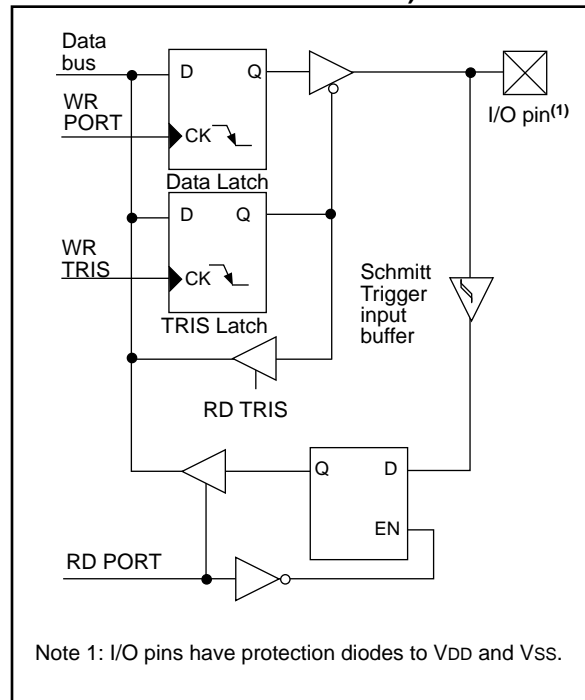 Data
bus
D
Q
WR
PORT
CK
I/O pin(1)
Data Latch
D
Q
WR
TRIS
CK
Schmitt
Trigger
input
buffer
TRIS Latch
RD TRIS
Q
D
EN
RD PORT
Note 1: I/O pins have protection diodes to VDD and VSS.